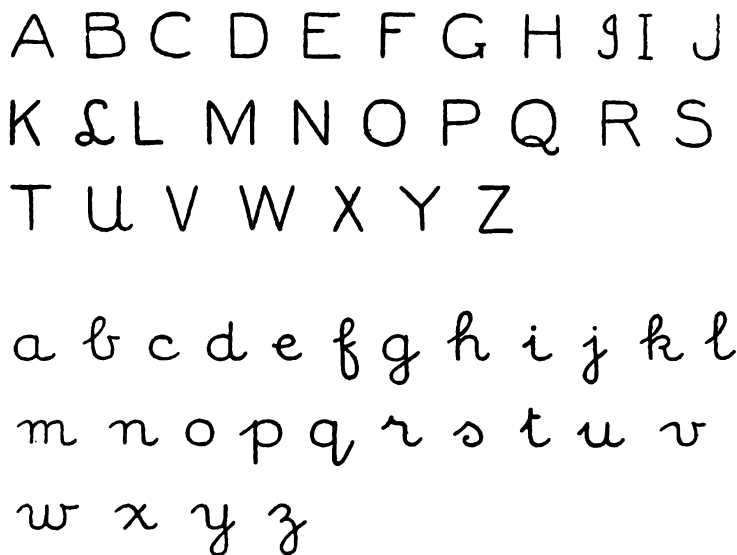 A B C D E F G H I I J
K L L M N O P Q R S
T U V W X Y Z
a b c d e f g h i j k l
m n o p q r s t u v
w x y z